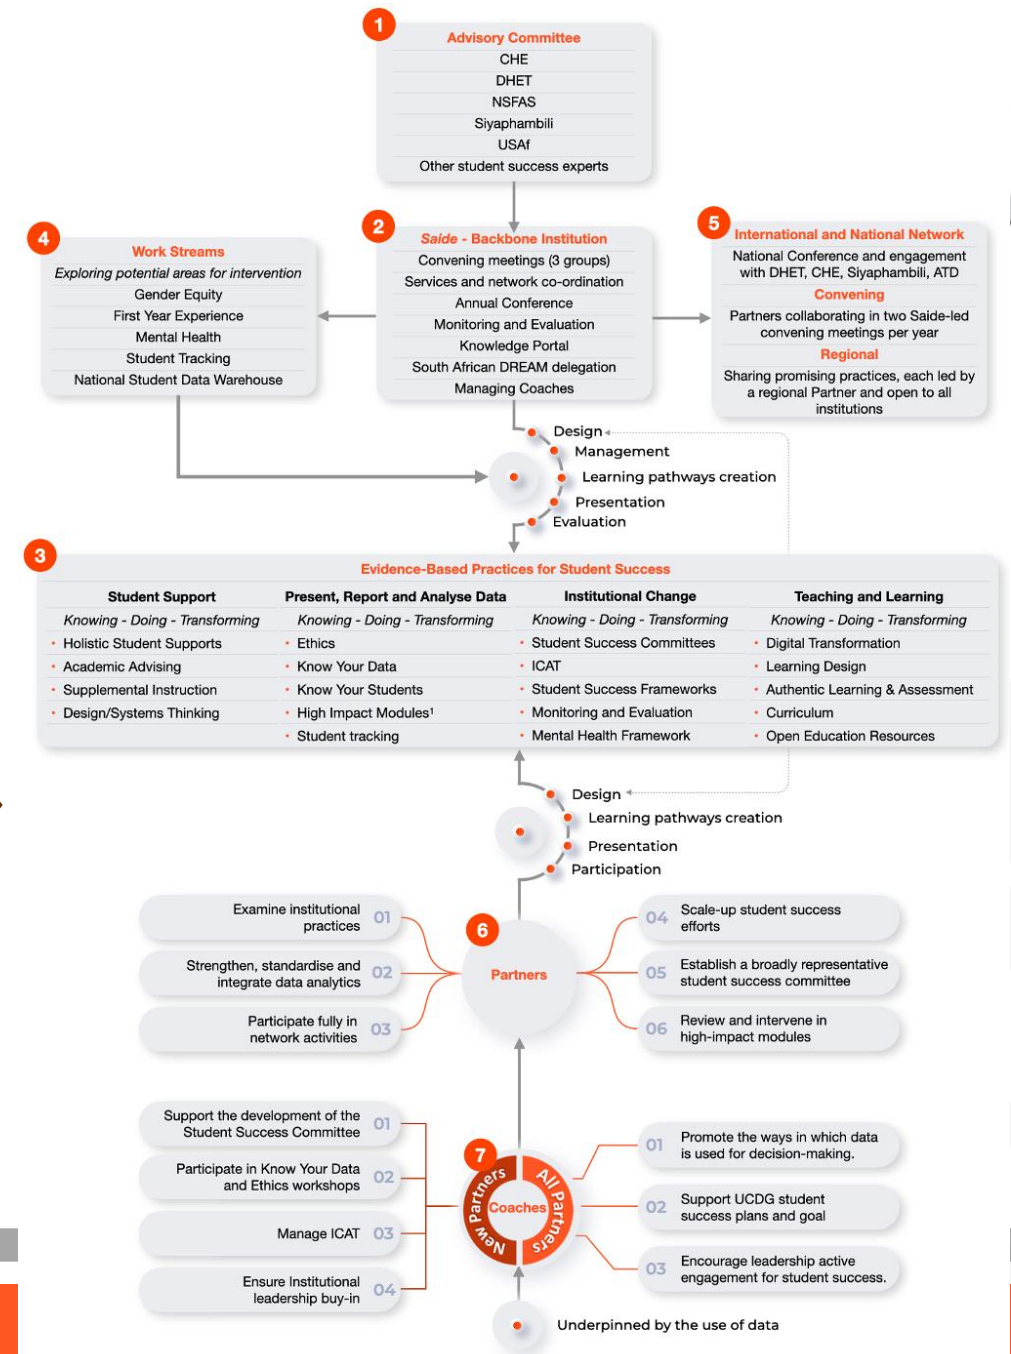 1
Advisory Committee
CHE
DHET
NSFAS
Siyaphambili
USAf
Other student success experts
4
Work Streams
Exploring potential areas for intervention
Gender Equity
First Year Experience
Mental Health
Student Tracking
National Student Data Warehouse
2
Saide - Backbone Institution
Convening meetings (3 groups)
Services and network co-ordination
Annual Conference
Monitoring and Evaluation
Knowledge Portal
South African DREAM delegation
Managing Coaches
5
International and National Network
National Conference and engagement
with DHET, CHE, Siyaphambili, ATD
Convening
Partners collaborating in two Saide-led
convening meetings per year
Regional
Sharing promising practices, each led by
a regional Partner and open to all
institutions
Design
Management
Learning pathways creation
Presentation
Evaluation
3
Evidence-Based Practices for Student Success
Student Support
Knowing - Doing - Transforming
• Holistic Student Supports
• Academic Advising
• Supplemental Instruction
• Design/Systems Thinking
Present, Report and Analyse Data
Knowing - Doing - Transforming
• Ethics
• Know Your Data
• Know Your Students
• High Impact Modules¹
• Student tracking
Institutional Change
Knowing - Doing - Transforming
• Student Success Committees
• ICAT
• Student Success Frameworks
• Monitoring and Evaluation
• Mental Health Framework
Teaching and Learning
Knowing - Doing - Transforming
• Digital Transformation
• Learning Design
• Authentic Learning & Assessment
• Curriculum
• Open Education Resources
Design
Learning pathways creation
Presentation
Participation
6
Partners
Examine institutional
practices
01
Strengthen, standardise and
integrate data analytics
02
Participate fully in
network activities
03
04
Scale-up student success
efforts
05
Establish a broadly representative
student success committee
06
Review and intervene in
high-impact modules
7
Coaches
New Partners
All Partners
Support the development of the
Student Success Committee
01
Participate in Know Your Data
and Ethics workshops
02
Manage ICAT
03
Ensure Institutional
leadership buy-in
04
01
Promote the ways in which data
is used for decision-making.
02
Support UCDG student
success plans and goal
03
Encourage leadership active
engagement for student success.
Underpinned by the use of data